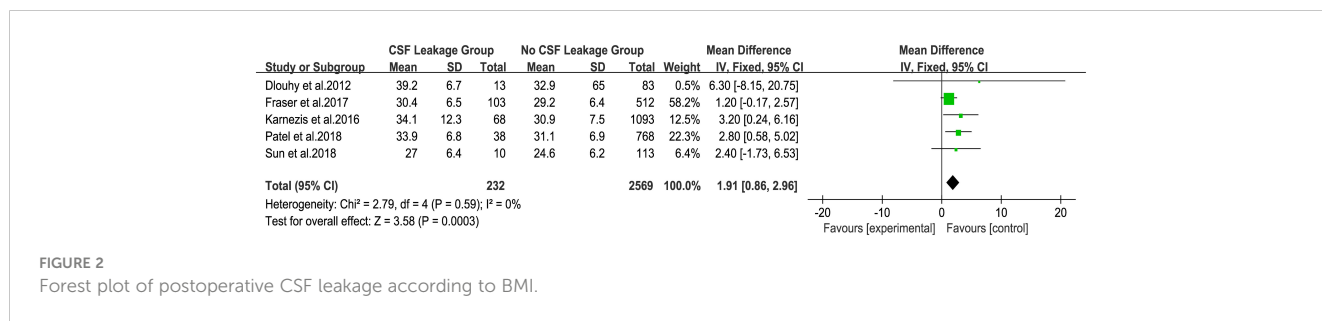 CSF Leakage Group No CSF Leakage Group Mean Difference Mean Difference
Study or Subgroup Mean SD Total Mean SD Total Weight IV, Fixed, 95% CI IV, Fixed, 95% CI
Dlouhy et al.2012 39.2 6.7 13 32.9 65 83 0.5% 6.30 [-8.15, 20.75]
Fraser et al.2017 30.4 6.5 103 29.2 6.4 512 58.2% 1.20 [-0.17, 2.57]
Karnezis et al.2016 34.1 12.3 68 30.9 7.5 1093 12.5% 3.20 [0.24, 6.16]
Patel et al.2018 33.9 6.8 38 31.1 6.9 768 22.3% 2.80 [0.58, 5.02]
Sun et al.2018 27 6.4 10 24.6 6.2 113 6.4% 2.40 [-1.73, 6.53]
Total (95% CI) 232 2569 100.0% 1.91 [0.86, 2.96]
Heterogeneity: Chi² = 2.79, df = 4 (P = 0.59); I² = 0%
Test for overall effect: Z = 3.58 (P = 0.0003)
-20 -10 0 10 20
Favours [experimental] Favours [control]
FIGURE 2
Forest plot of postoperative CSF leakage according to BMI.